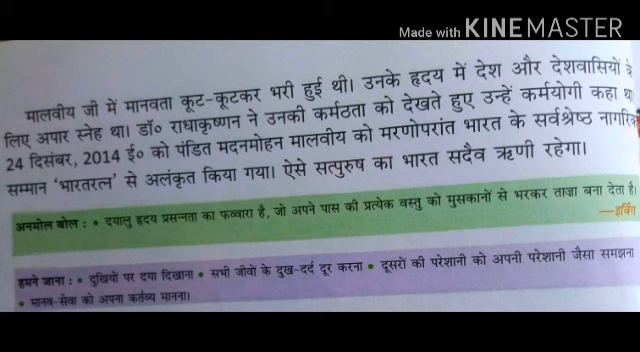 Made with KINEMASTER
मालवीय जी में मानवता कूट-कूटकर भरी हुई थी। उनके हृदय में देश और देशवासियों के
लिए अपार स्नेह था। डॉ० राधाकृष्णन ने उनकी कर्मठता को देखते हुए उन्हें कर्मयोगी कहा था
24 दिसंबर, 2014 ई० को पंडित मदनमोहन मालवीय को मरणोपरांत भारत के सर्वश्रेष्ठ नागरिक
सम्मान 'भारतरत्न' से अलंकृत किया गया। ऐसे सत्पुरुष का भारत सदैव ऋणी रहेगा।
अनमोल बोल : • दयालु हृदय प्रसन्नता का फव्वारा है, जो अपने पास की प्रत्येक वस्तु को मुसकानों से भरकर ताज़ा बना देता है।
—इर्विंग
हमने जाना : • दुखियों पर दया दिखाना • सभी जीवों के दुख-दर्द दूर करना • दूसरों की परेशानी को अपनी परेशानी जैसा समझना
• मानव-सेवा को अपना कर्तव्य मानना।